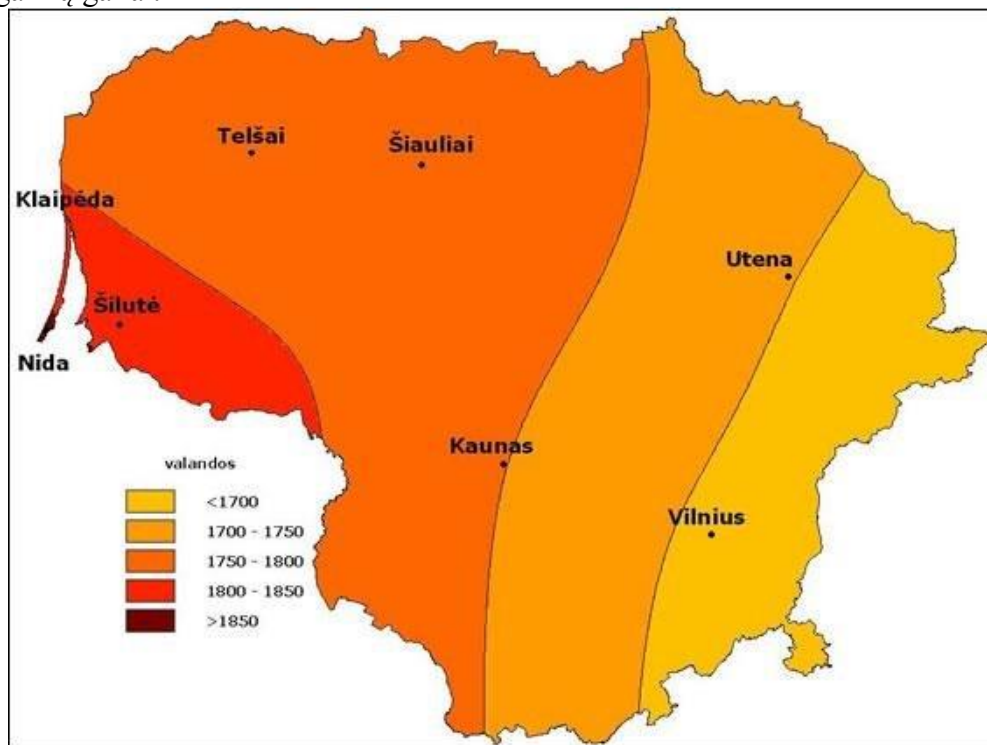 Telšai
Šiauliai
Klaipėda
Utena
Šilutė
Nida
Kaunas
valandos
<1700
Vilnius
1700 - 1750
1750 - 1800
1800 - 1850
>1850